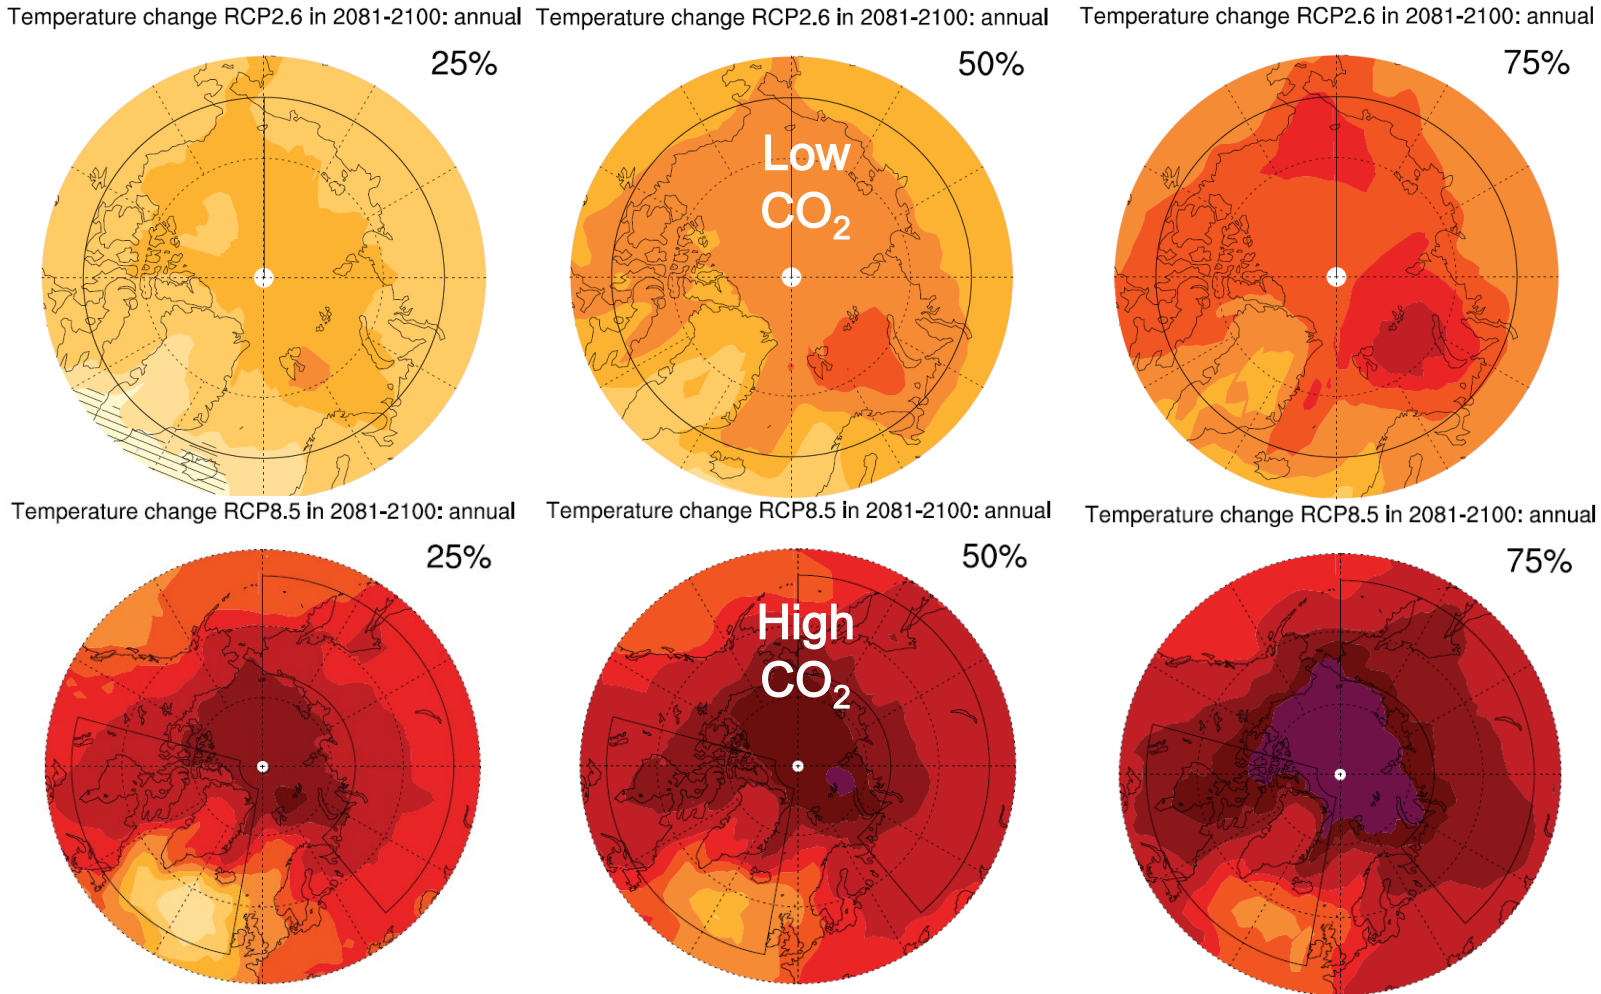 Temperature change RCP2.6 in 2081-2100: annual
25%
Temperature change RCP2.6 in 2081-2100: annual
50%
Low
CO₂
Temperature change RCP2.6 in 2081-2100: annual
75%
Temperature change RCP8.5 in 2081-2100: annual
25%
Temperature change RCP8.5 in 2081-2100: annual
50%
High
CO₂
Temperature change RCP8.5 in 2081-2100: annual
75%